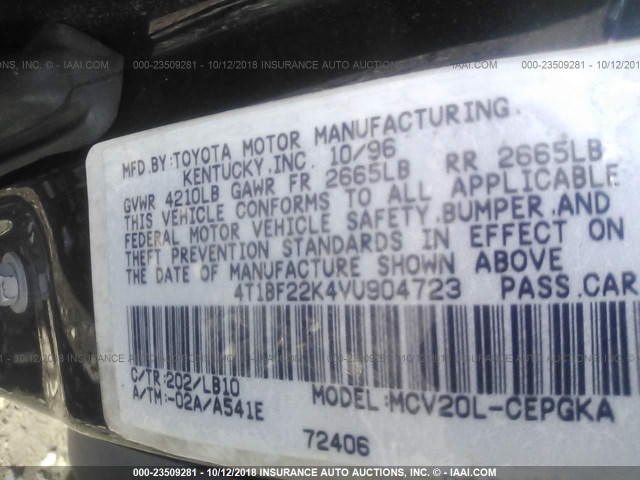 000-23509281 - 10/12/2018 INSURANCE AUTO AUCTIONS, INC. - © IAAI.COM
MFD.BY:TOYOTA MOTOR MANUFACTURING
KENTUCKY,INC. 10/96
GVWR 4210LB GAWR FR 2665LB RR 2665LB
THIS VEHICLE CONFORMS TO ALL APPLICABLE
FEDERAL MOTOR VEHICLE SAFETY,BUMPER,AND
THEFT PREVENTION STANDARDS IN EFFECT ON
THE DATE OF MANUFACTURE SHOWN ABOVE
4T1BF22K4VU904723 PASS.CAR
C/TR:202/LB10
A/TM:-02A/A541E MODEL:MCV20L-CEPGKA
72406
000-23509281 - 10/12/2018 INSURANCE AUTO AUCTIONS, INC. - © IAAI.COM